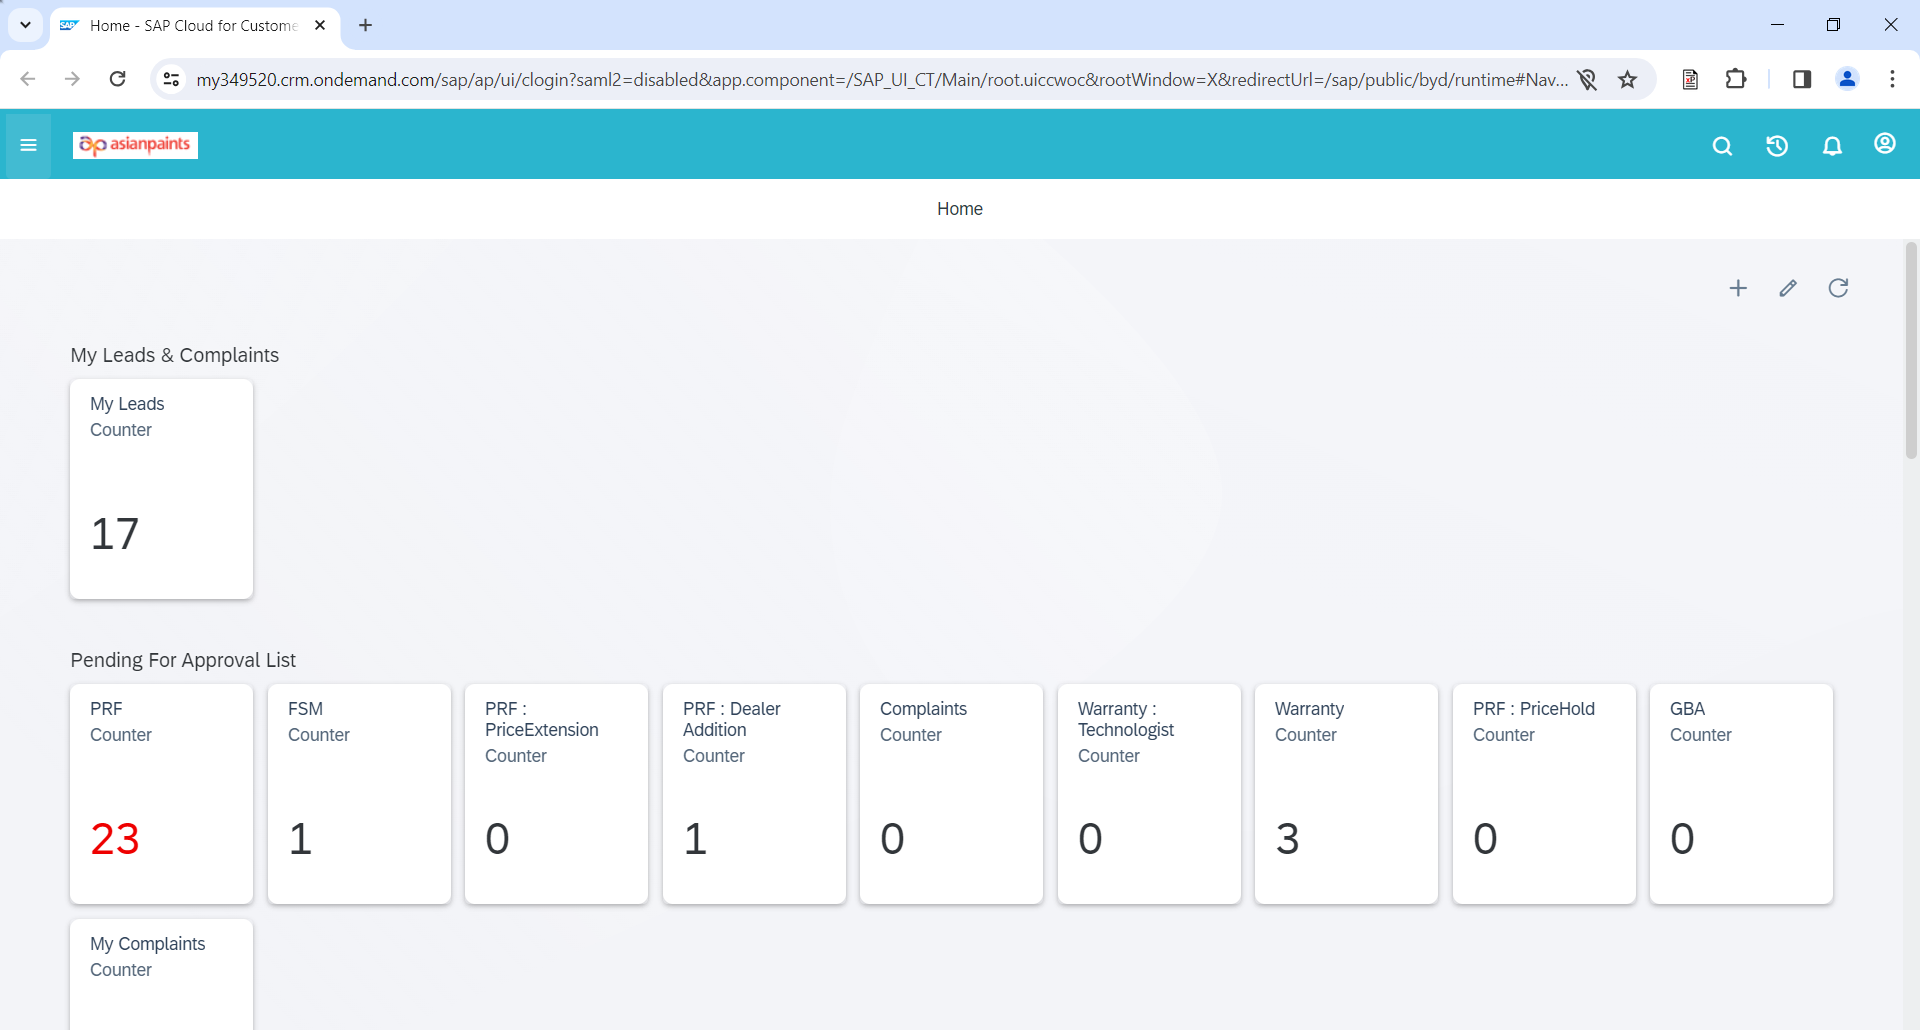 Home - SAP Cloud for Custome
my349520.crm.ondemand.com/sap/ap/ui/clogin?saml2=disabled&app.component=/SAP_UI_CT/Main/root.uiccwoc&rootWindow=X&redirectUrl=/sap/public/byd/runtime#Nav...
ap asianpaints
Home
My Leads & Complaints
My Leads
Counter
17
Pending For Approval List
PRF
Counter
23
FSM
Counter
1
PRF :
PriceExtension
Counter
0
PRF : Dealer
Addition
Counter
1
Complaints
Counter
0
Warranty :
Technologist
Counter
0
Warranty
Counter
3
PRF : PriceHold
Counter
0
GBA
Counter
0
My Complaints
Counter